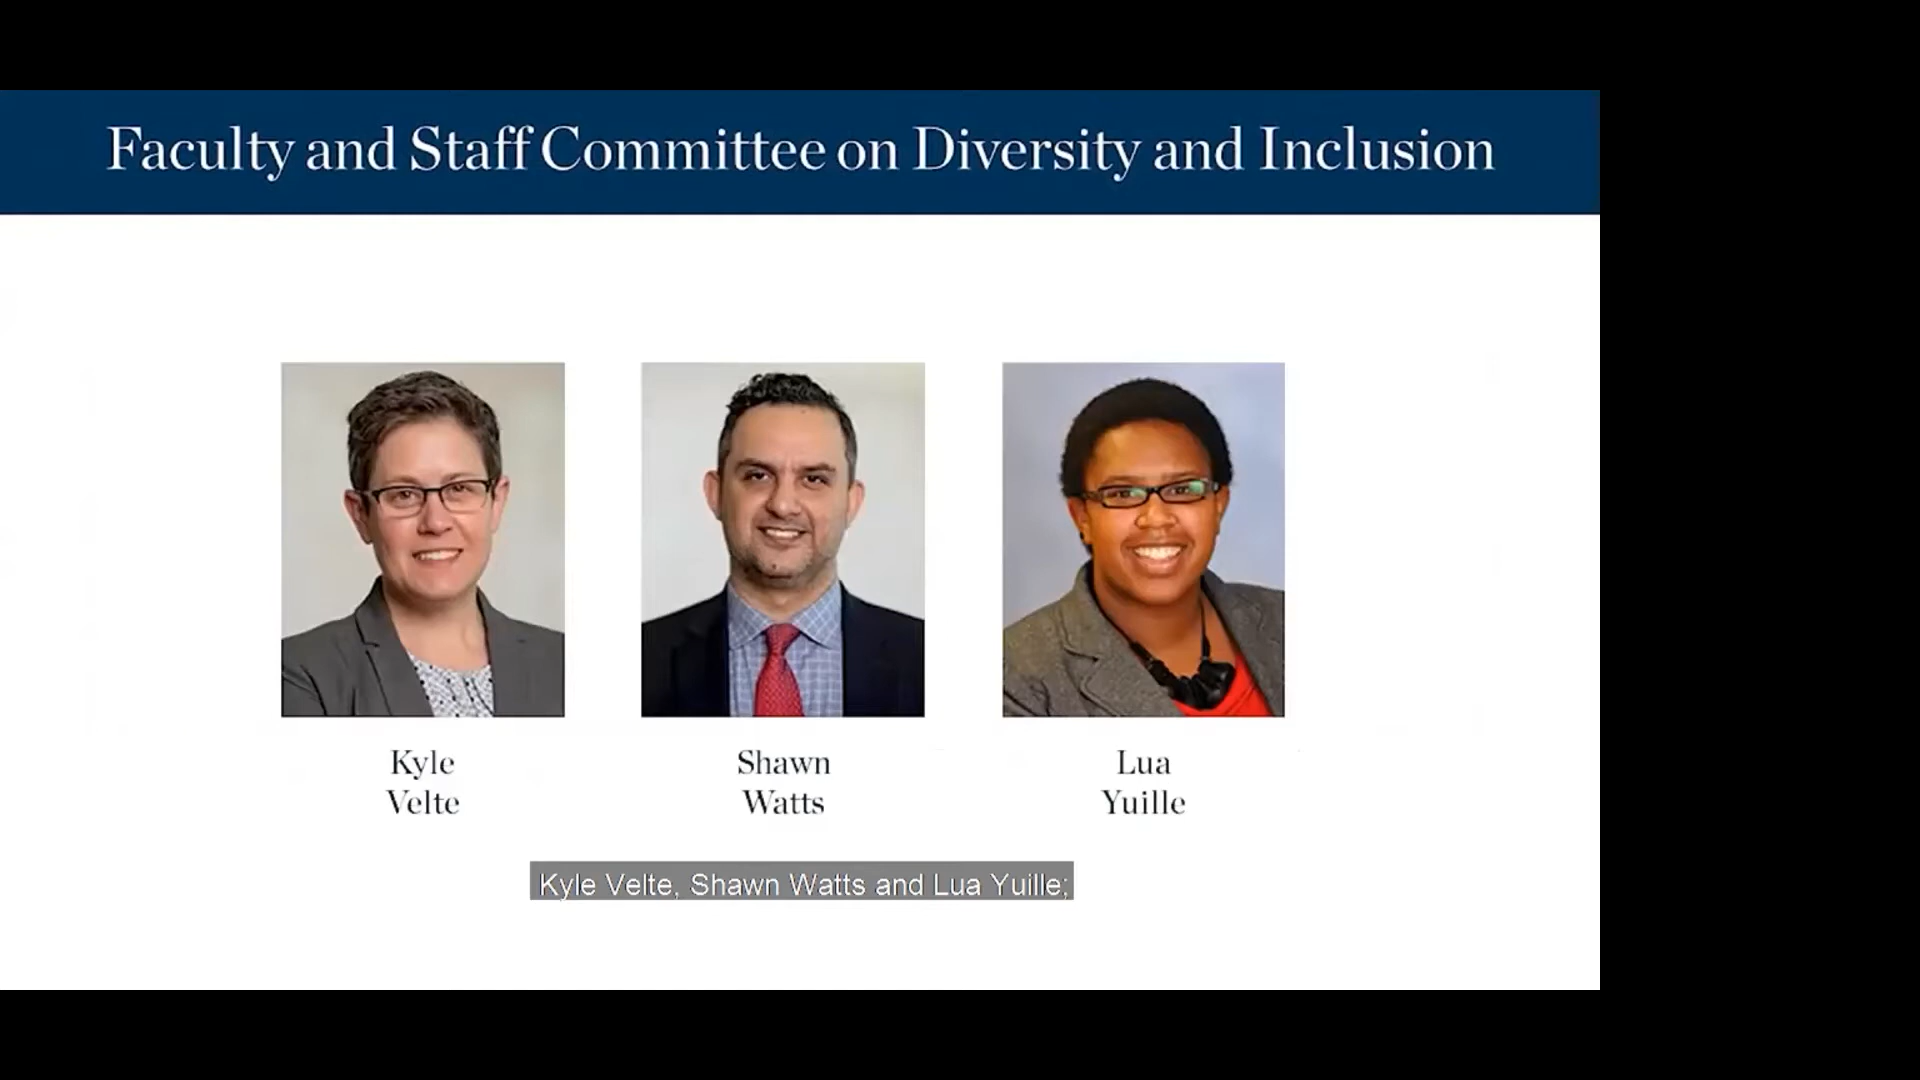 Faculty and Staff Committee on Diversity and Inclusion
Kyle
Velte
Shawn
Watts
Lua
Yuille
Kyle Velte, Shawn Watts and Lua Yuille;